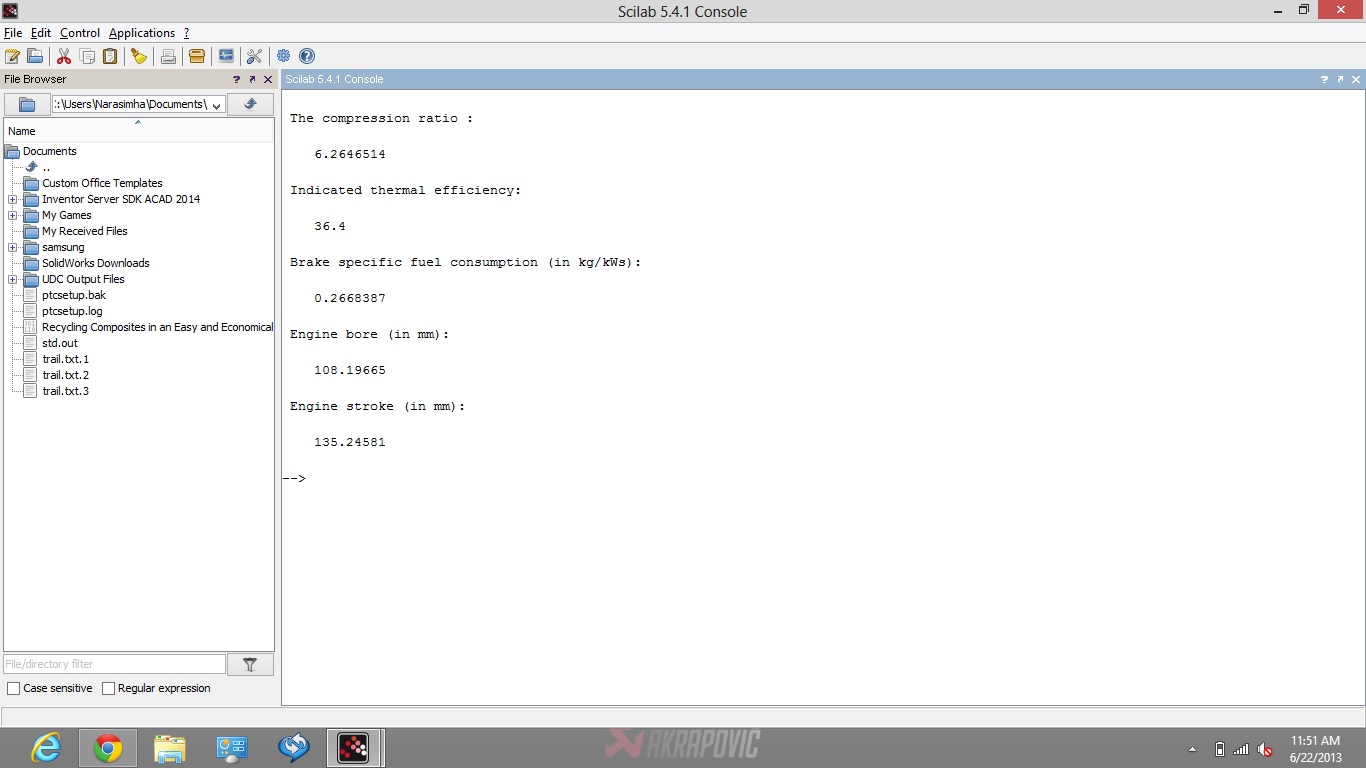 Scilab 5.4.1 Console
File Edit Control Applications ?
File Browser
Scilab 5.4.1 Console
:\Users\Narasimha\Documents\
Name
Documents
..
Custom Office Templates
Inventor Server SDK ACAD 2014
My Games
My Received Files
samsung
SolidWorks Downloads
UDC Output Files
ptcsetup.bak
ptcsetup.log
Recycling Composites in an Easy and Economical
std.out
trail.txt.1
trail.txt.2
trail.txt.3
File/directory filter
Case sensitive Regular expression
The compression ratio :
6.2646514
Indicated thermal efficiency:
36.4
Brake specific fuel consumption (in kg/kWs):
0.2668387
Engine bore (in mm):
108.19665
Engine stroke (in mm):
135.24581
-->
AKRAPOVIC
11:51 AM
6/22/2013